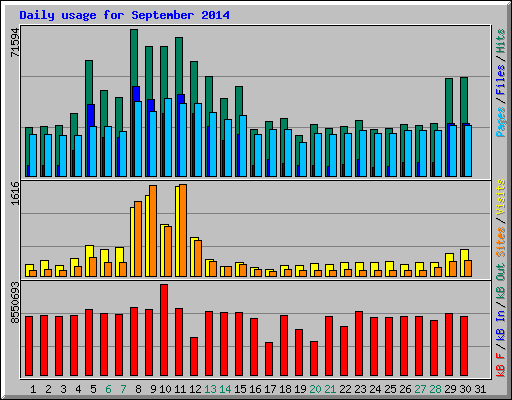 Daily usage for September 2014
71594
Pages / Files / Hits
1616
Sites / Visits
8550693
kB F / kB In / kB Out
1 2 3 4 5 6 7 8 9 10 11 12 13 14 15 16 17 18 19 20 21 22 23 24 25 26 27 28 29 30 31